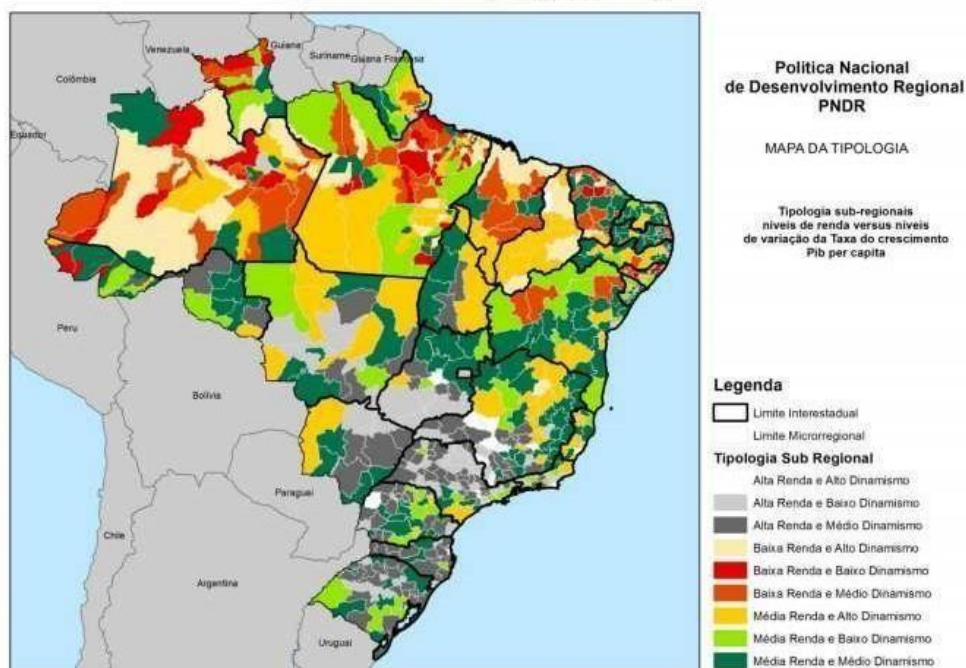 Venezuela
Guiana
Suriname
Guiana Francesa
Colômbia
Equador
Peru
Bolívia
Paraguai
Chile
Argentina
Uruguai
Política Nacional
de Desenvolvimento Regional
PNDR
MAPA DA TIPOLOGIA
Tipologia sub-regionais
niveis de renda versus niveis
de variação da Taxa do crescimento
Pib per capita
Legenda
Limite Interestadual
Limite Microrregional
Tipologia Sub Regional
Alta Renda e Alto Dinamismo
Alta Renda e Baixo Dinamismo
Alta Renda e Médio Dinamismo
Baixa Renda e Alto Dinamismo
Baixa Renda e Baixo Dinamismo
Baixa Renda e Médio Dinamismo
Média Renda e Alto Dinamismo
Média Renda e Baixo Dinamismo
Média Renda e Médio Dinamismo